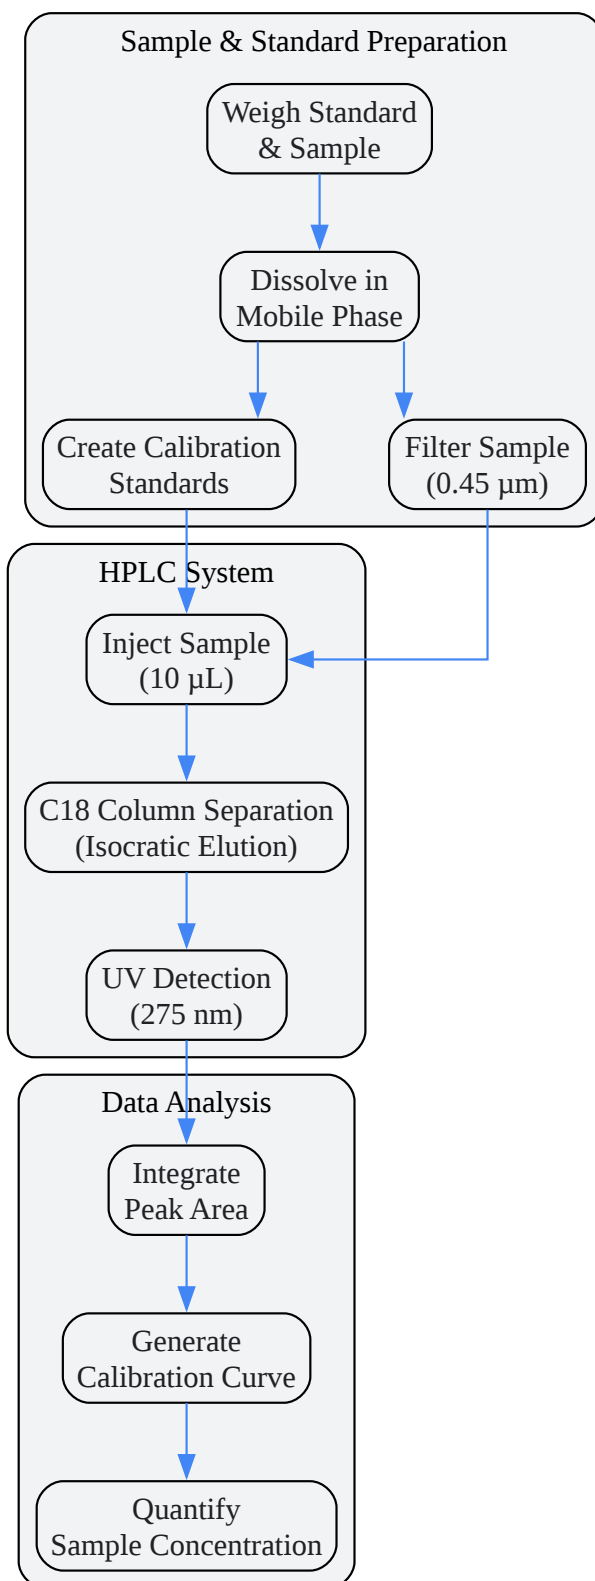 Sample & Standard Preparation
Weigh Standard
& Sample
Dissolve in
Mobile Phase
Create Calibration
Standards
Filter Sample
(0.45 µm)
HPLC System
Inject Sample
(10 µL)
C18 Column Separation
(Isocratic Elution)
UV Detection
(275 nm)
Data Analysis
Integrate
Peak Area
Generate
Calibration Curve
Quantify
Sample Concentration